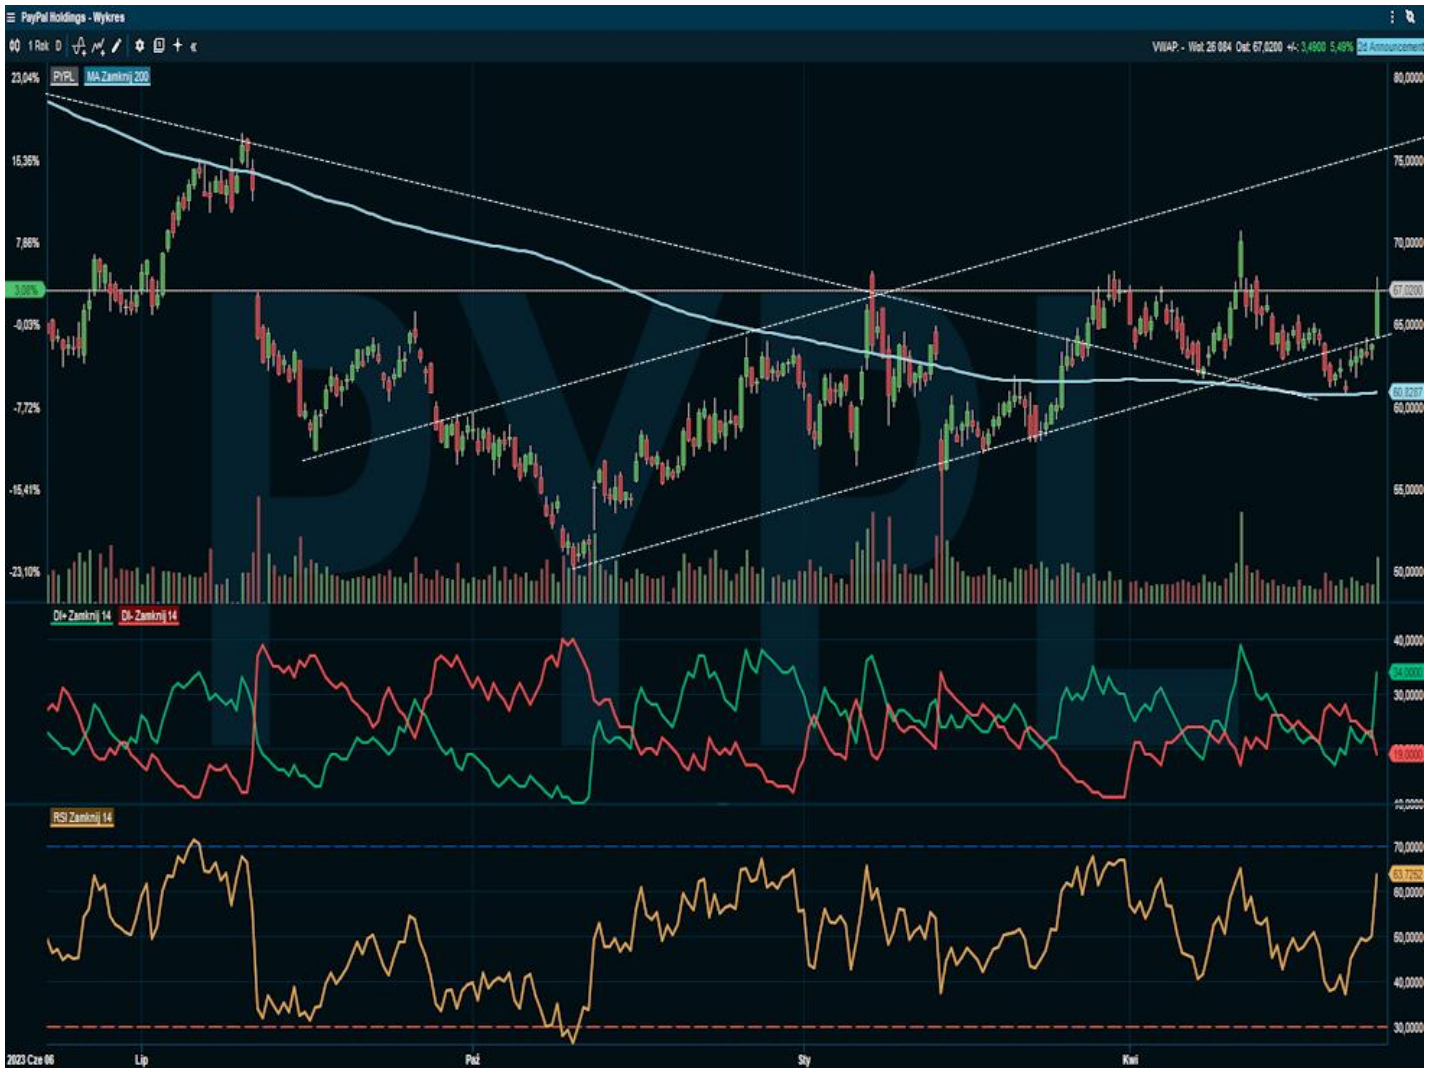 PayPal Holdings - Wykres
1 Rok D
VWAP: - Wol: 26 084 Ost: 67,0200 +/-: 3,4900 5,49% 2d Announcement
23,04% PYPL MA Zamknij 200 80,0000
15,36% 75,0000
7,66% 70,0000
3,08% 67,0200
-0,03% 65,0000
60,8287
-7,72% 60,0000
-15,41% 55,0000
-23,10% 50,0000
PYPL
DI+ Zamknij 14 DI- Zamknij 14
40,0000
34,0000
30,0000
19,0000
10,0000
RSI Zamknij 14
70,0000
63,7252
60,0000
50,0000
40,0000
30,0000
2023 Cze 06 Lip Paź Sty Kwi